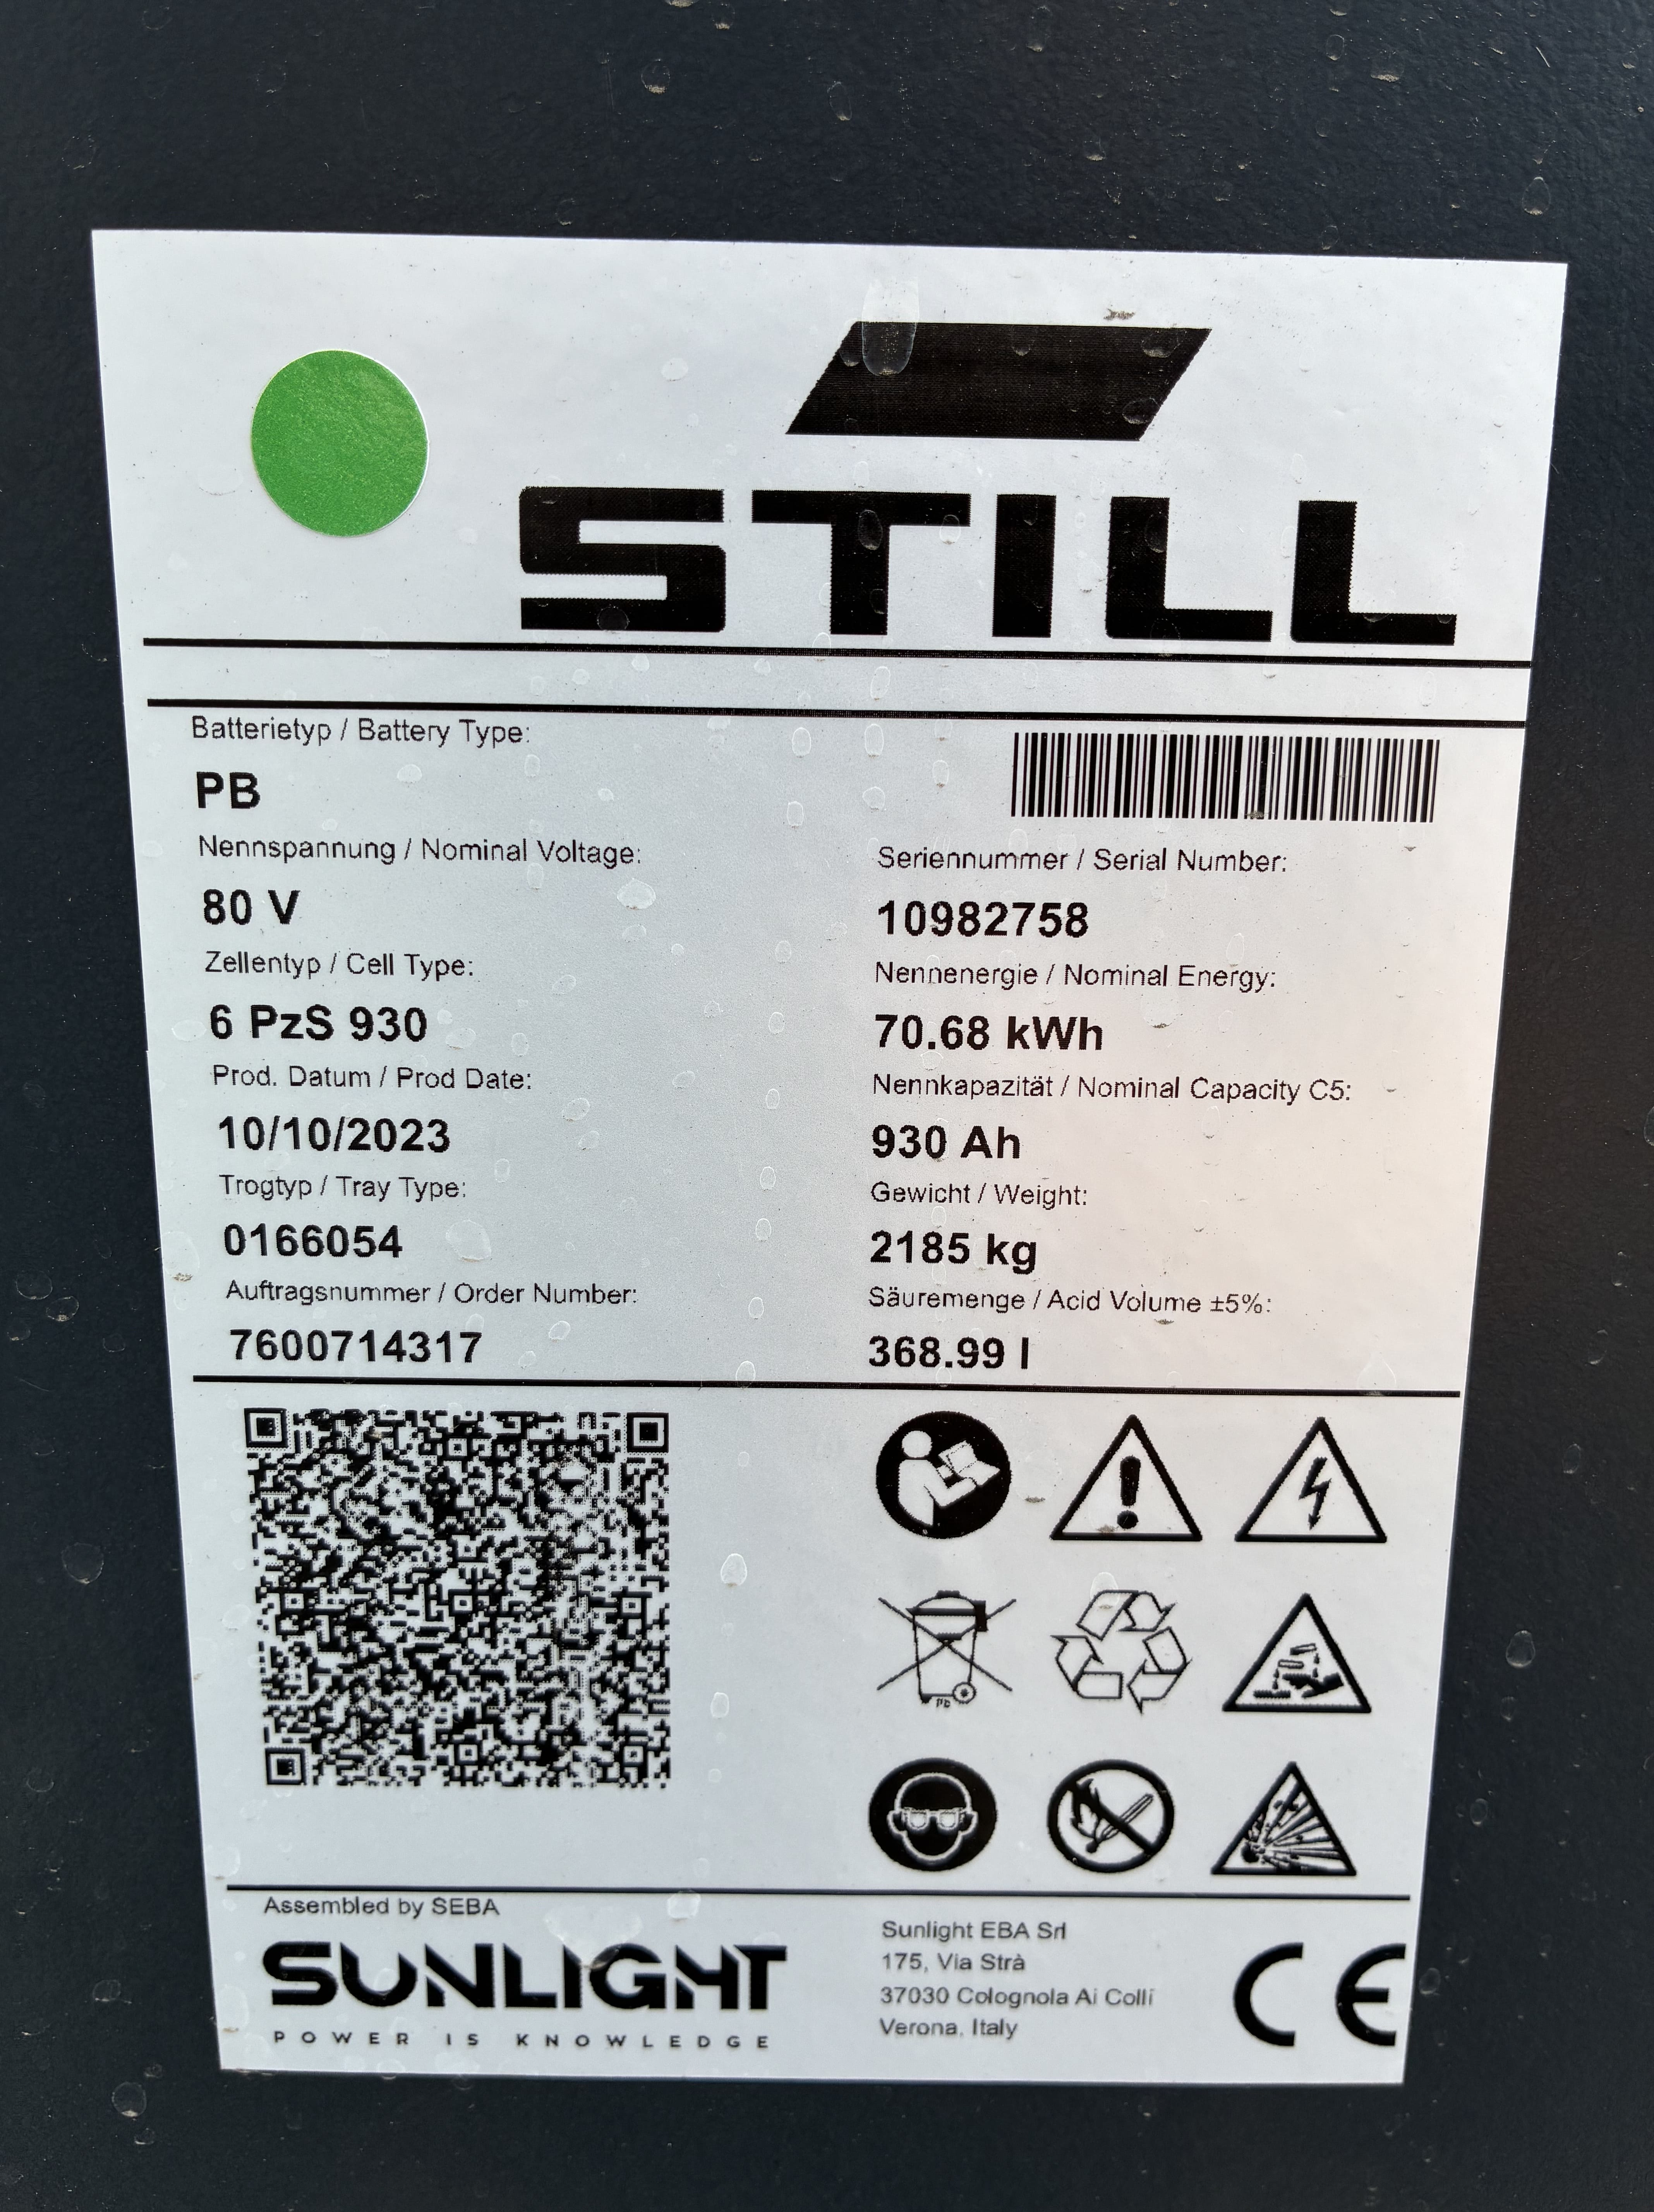 STILL
Batterietyp / Battery Type:
PB
Nennspannung / Nominal Voltage:
80 V
Zellentyp / Cell Type:
6 PzS 930
Prod. Datum / Prod Date:
10/10/2023
Trogtyp / Tray Type:
0166054
Auftragsnummer / Order Number:
7600714317
Seriennummer / Serial Number:
10982758
Nennenergie / Nominal Energy:
70.68 kWh
Nennkapazität / Nominal Capacity C5:
930 Ah
Gewicht / Weight:
2185 kg
Säuremenge / Acid Volume ±5%:
368.99 l
Pb
Assembled by SEBA
SUNLIGHT
POWER IS KNOWLEDGE
Sunlight EBA Srl
175, Via Strà
37030 Colognola Ai Colli
Verona, Italy
CE